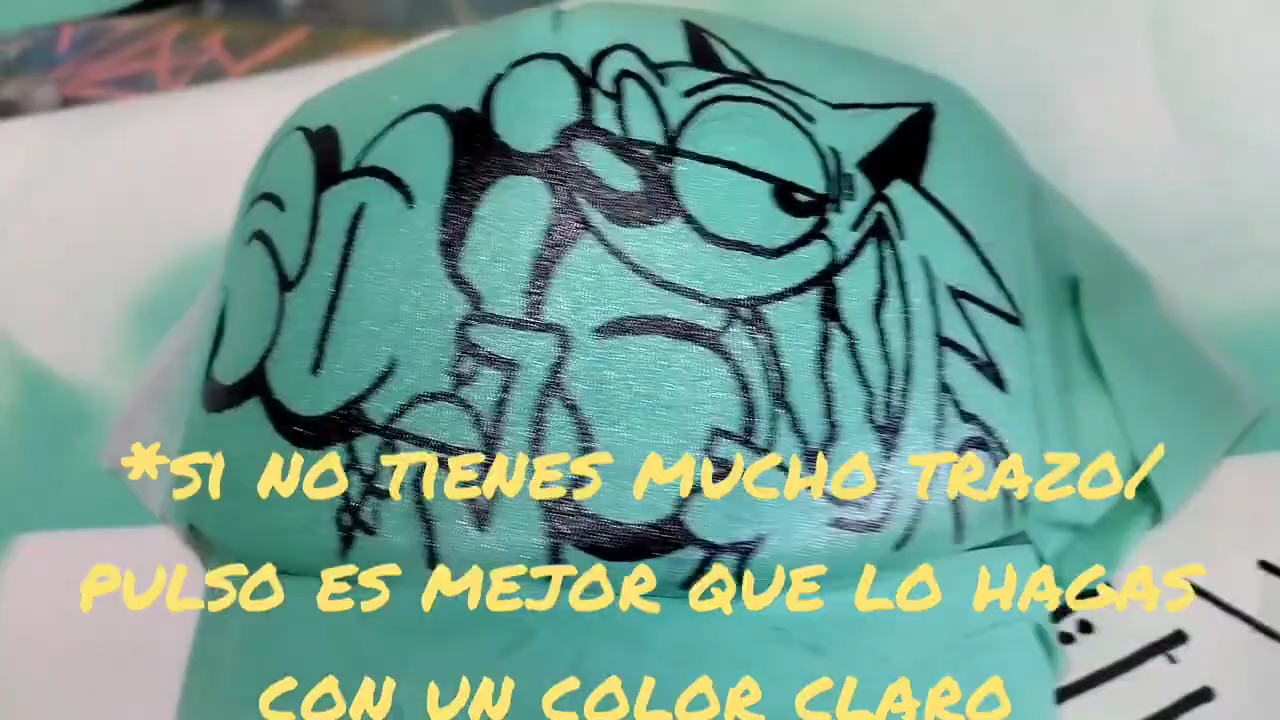 *SI NO TIENES MUCHO TRAZO/
PULSO ES MEJOR QUE LO HAGAS
CON UN COLOR CLARO